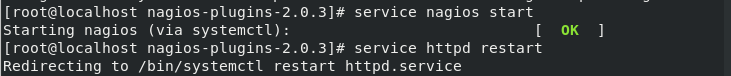 [root@localhost nagios-plugins-2.0.3]# service nagios start
Starting nagios (via systemctl):                           [  OK  ]
[root@localhost nagios-plugins-2.0.3]# service httpd restart
Redirecting to /bin/systemctl restart httpd.service